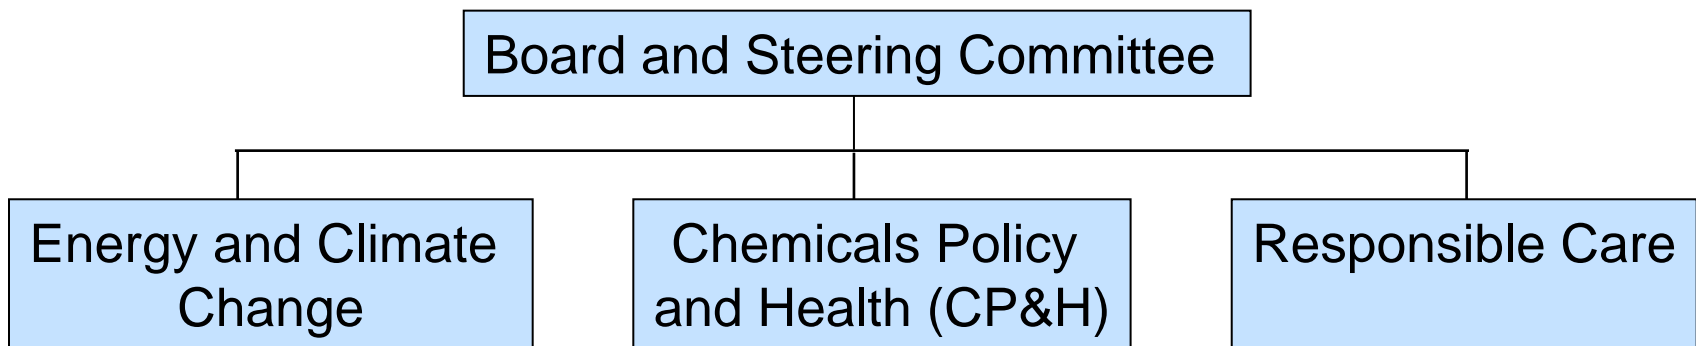 Board and Steering Committee
Energy and Climate
Change
Chemicals Policy
and Health (CP&H)
Responsible Care